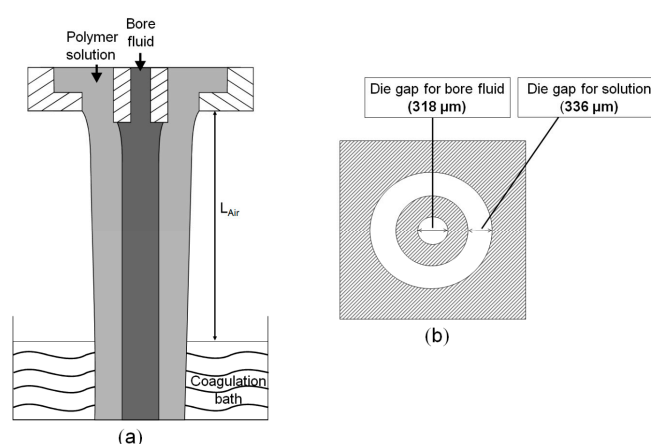 Polymer
solution
Bore
fluid
L_Air
Coagulation
bath
(a)
Die gap for bore fluid
(318 µm)
Die gap for solution
(336 µm)
(b)